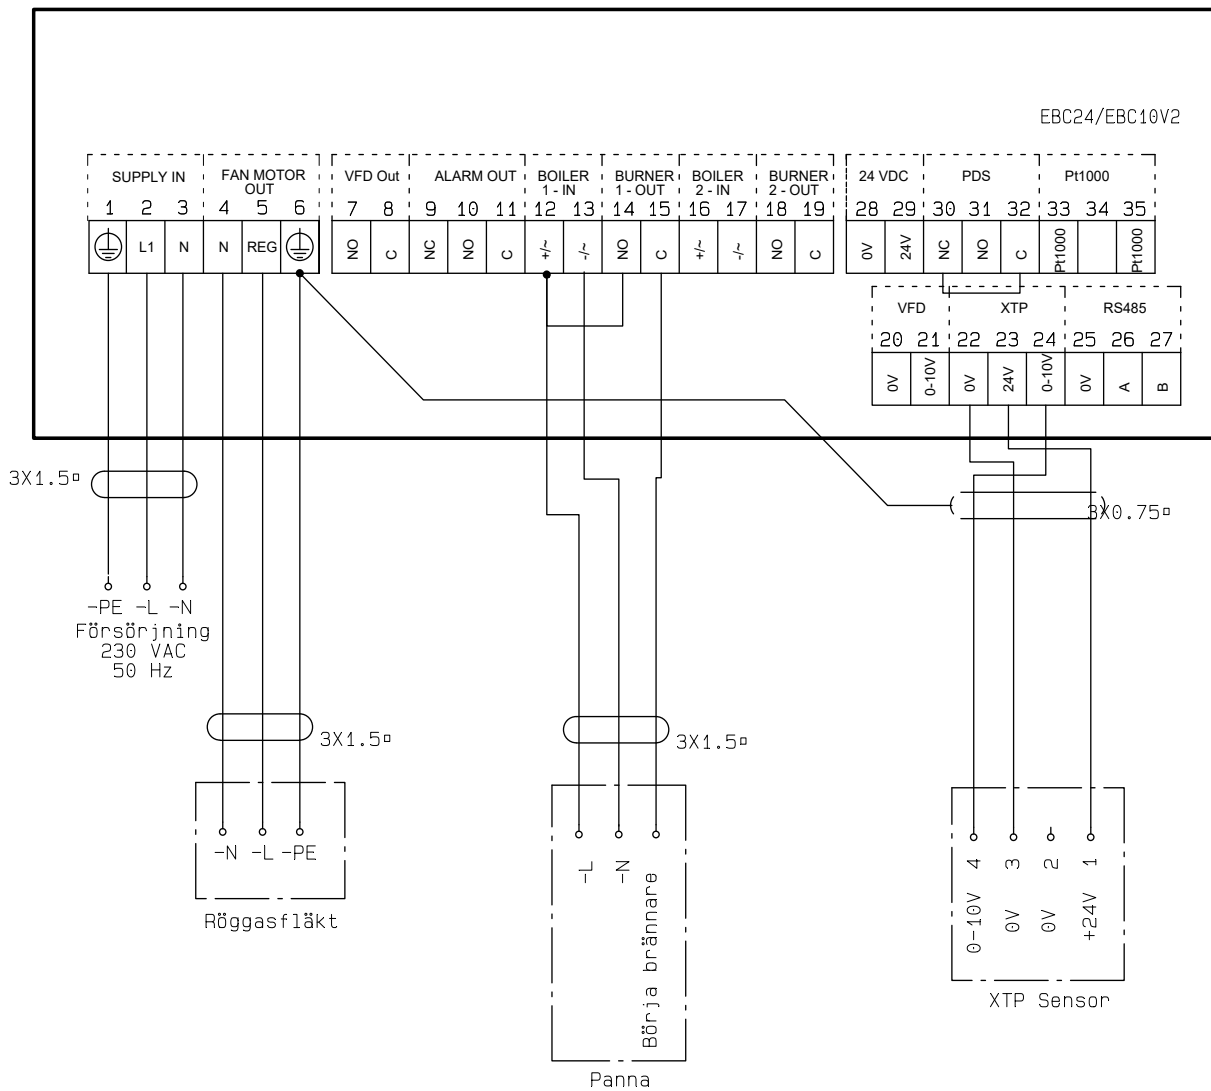 EBC24/EBC10V2
SUPPLY IN
FAN MOTOR
OUT
VFD Out
ALARM OUT
BOILER
1 - IN
BURNER
1 - OUT
BOILER
2 - IN
BURNER
2 - OUT
24 VDC
PDS
Pt1000
1 2 3 4 5 6 7 8 9 10 11 12 13 14 15 16 17 18 19 28 29 30 31 32 33 34 35
L1 N N REG NO C NC NO C +/~ -/~ NO C +/~ -/~ NO C 0V 24V NC NO C Pt1000 Pt1000
VFD XTP RS485
20 21 22 23 24 25 26 27
0V 0-10V 0V 24V 0-10V 0V A B
3X1.5▫
3X0.75▫
-PE -L -N
Försörjning
230 VAC
50 Hz
3X1.5▫
3X1.5▫
-N -L -PE
Röggasfläkt
-L
-N
Börja brännare
Panna
4 3 2 1
0-10V 0V 0V +24V
XTP Sensor